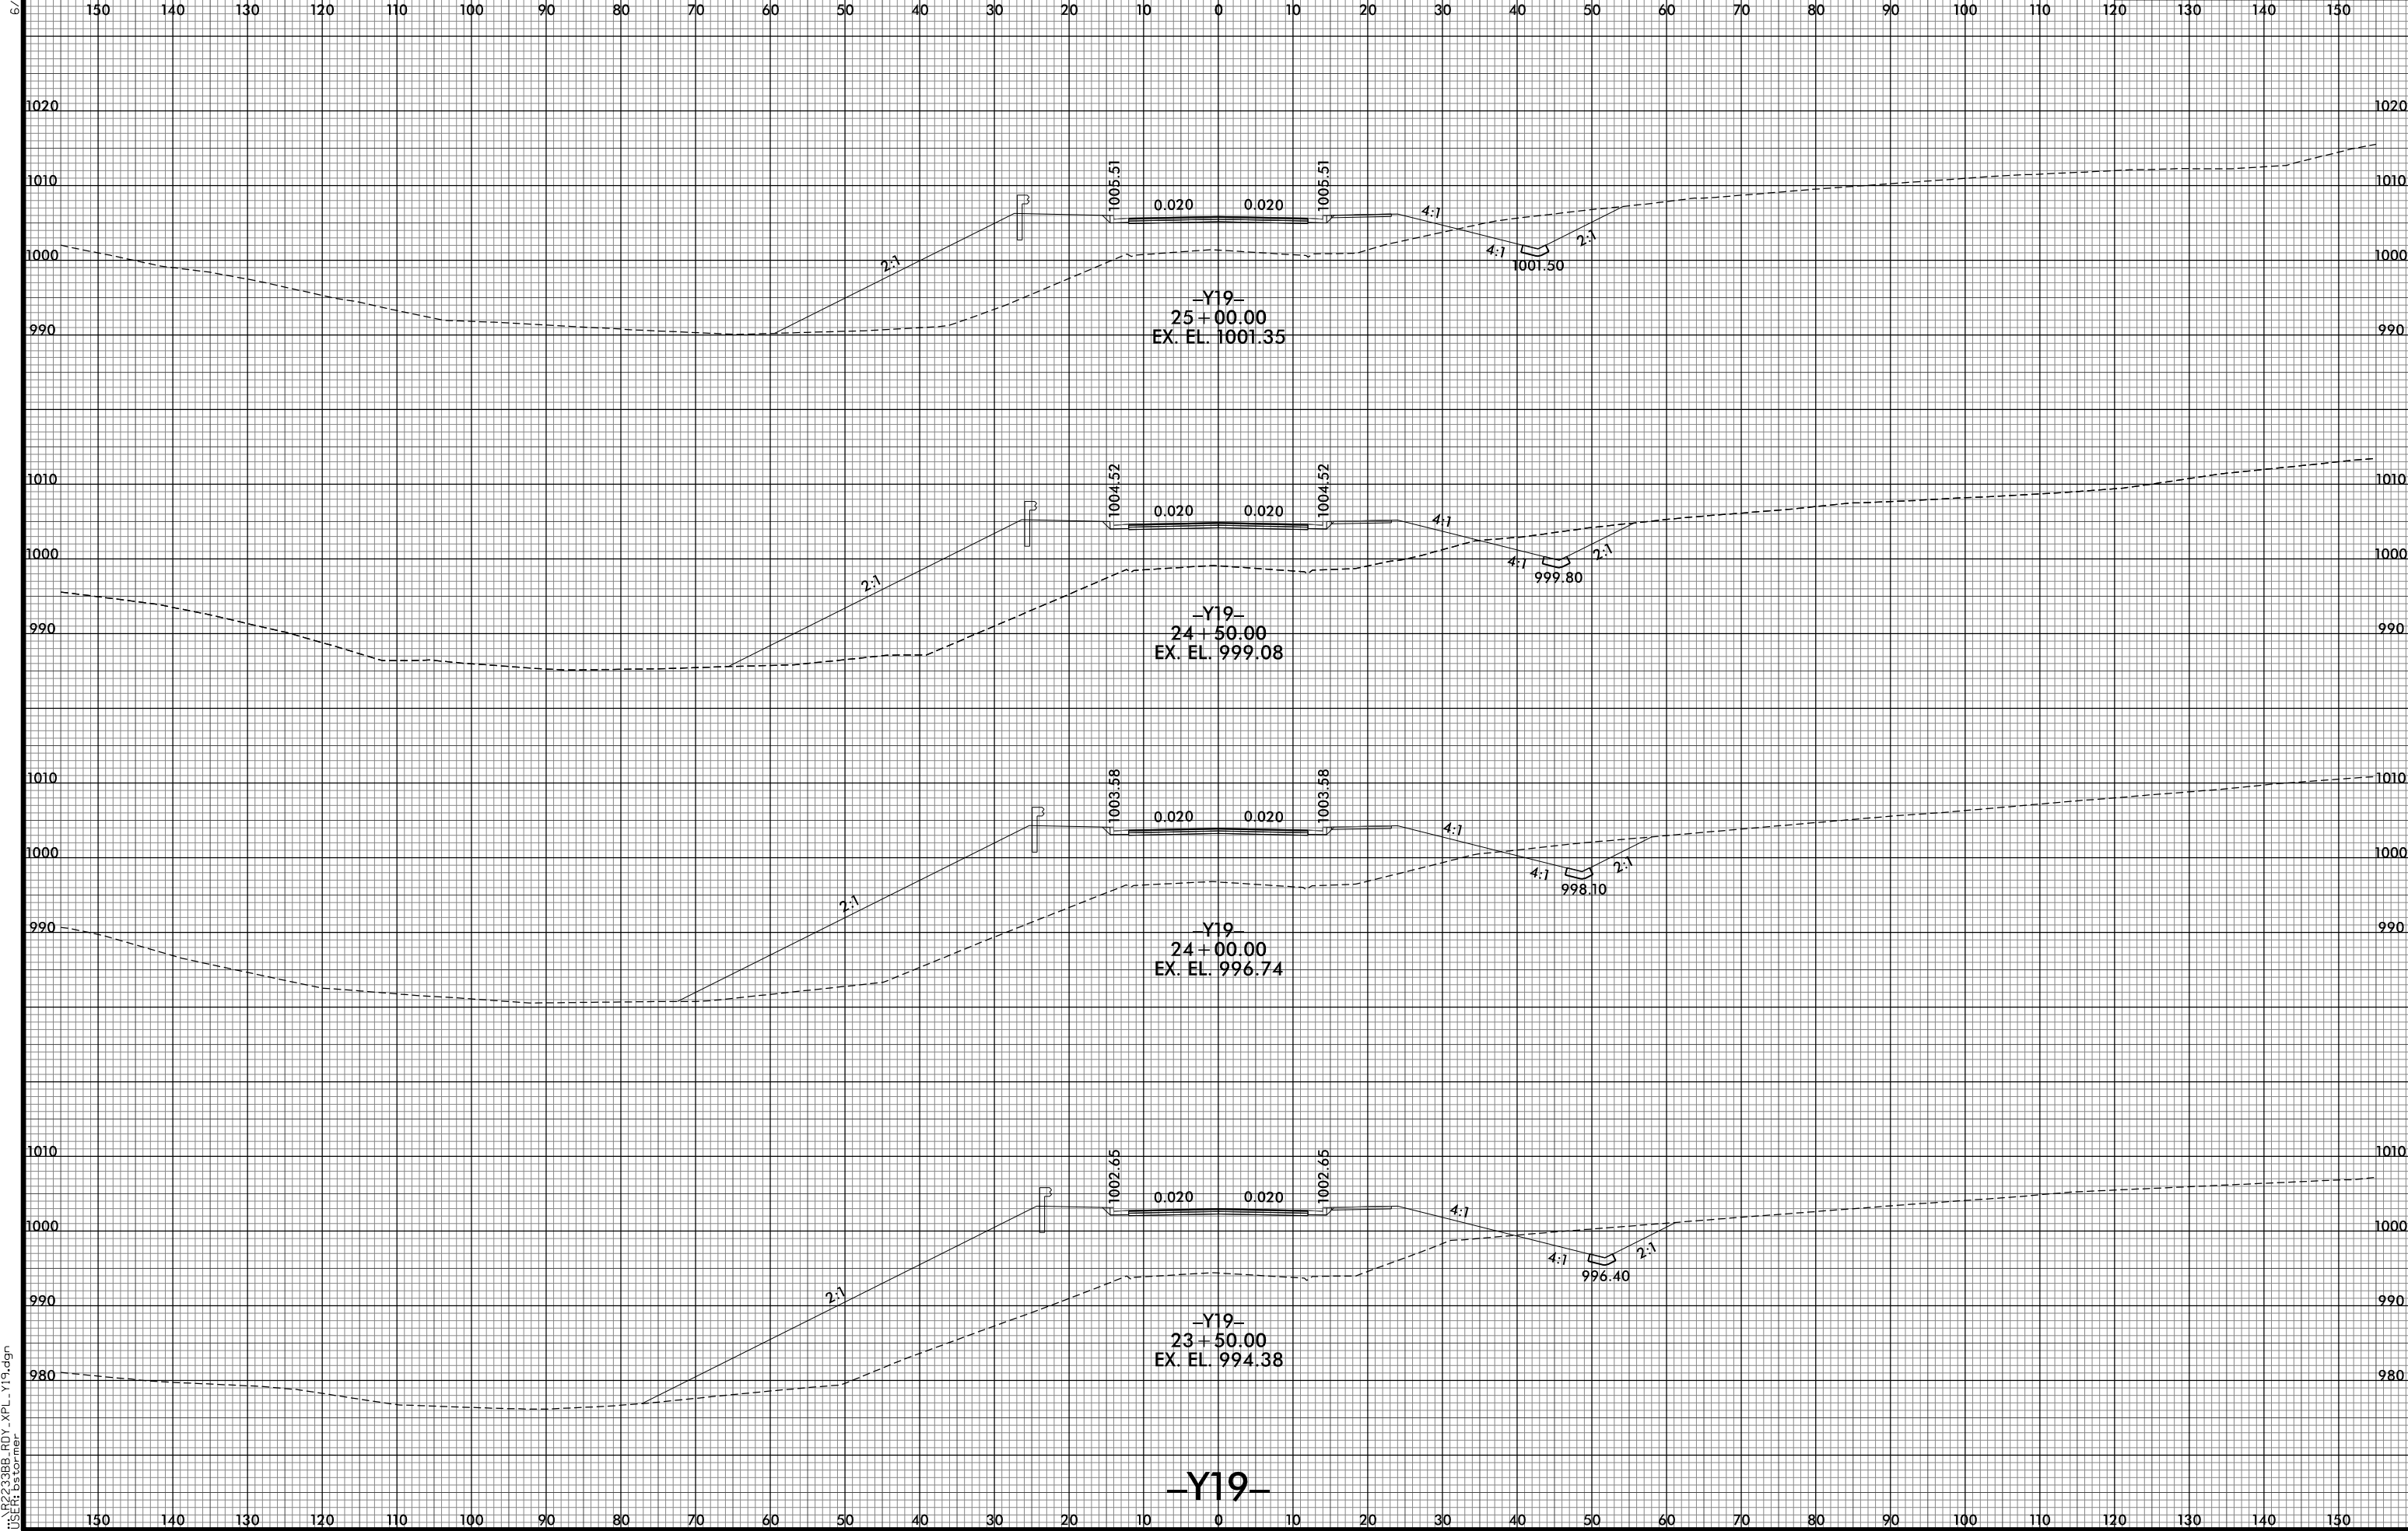 150 140 130 120 110 100 90 80 70 60 50 40 30 20 10 0 10 20 30 40 50 60 70 80 90 100 110 120 130 140 150
1020 1020
1010 1005.51 1005.51 1010
0.020 0.020
4:1
2:1 4:1 2:1
1000 1001.50 1000
–Y19–
25+00.00
990 EX. EL. 1001.35 990
1010 1004.52 1004.52 1010
0.020 0.020
4:1
1000 2:1 4:1 2:1 1000
999.80
–Y19–
990 24+50.00 990
EX. EL. 999.08
1010 1003.58 1003.58 1010
0.020 0.020
4:1
1000 1000
4:1 2:1
998.10
2:1
990 –Y19– 990
24+00.00
EX. EL. 996.74
1010 1002.65 1002.65 1010
0.020 0.020
4:1
1000 1000
4:1 2:1
996.40
2:1
990 990
–Y19–
23+50.00
EX. EL. 994.38
980 980
–Y19–
150 140 130 120 110 100 90 80 70 60 50 40 30 20 10 0 10 20 30 40 50 60 70 80 90 100 110 120 130 140 150
6/
...\R2233BB_RDY_XPL_Y19.dgn
USER: bstormer